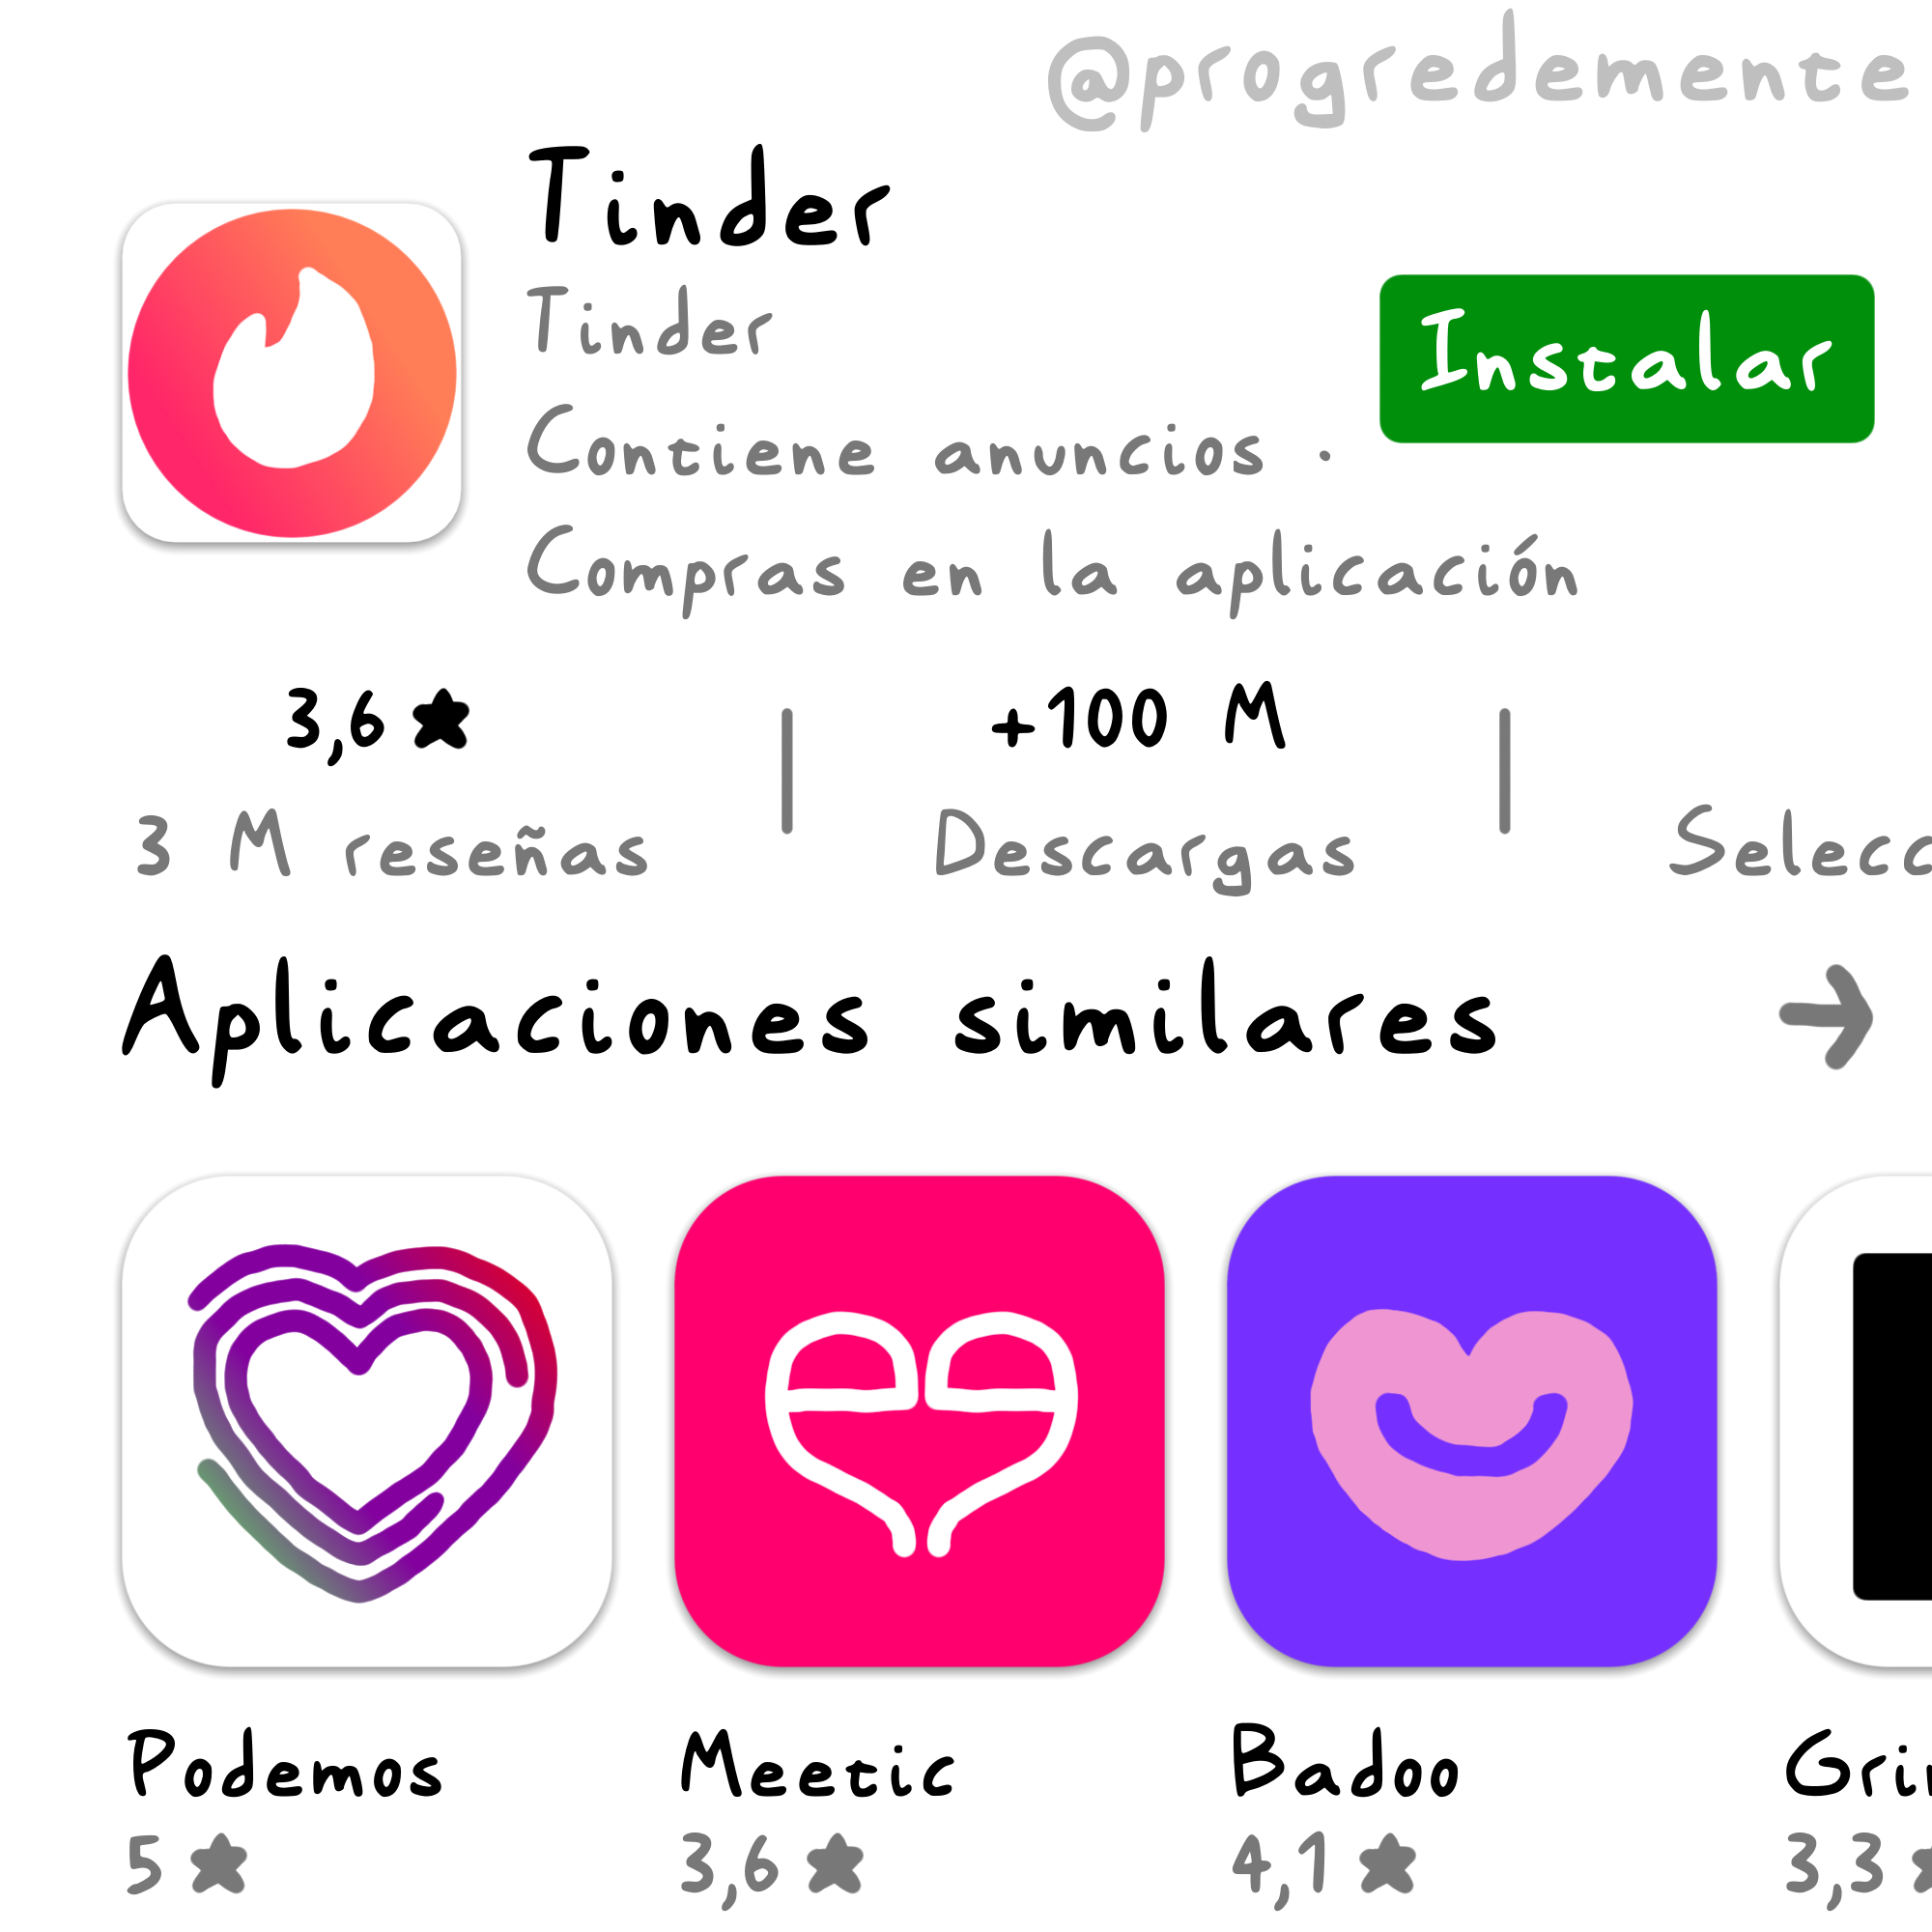 @progredemente
Tinder
Tinder
Instalar
Contiene anuncios ·
Compras en la aplicación
3,6 ★
+100 M
3 M reseñas
Descargas
Selecc
Aplicaciones similares
Podemos
Meetic
Badoo
Grin
5 ★
3,6 ★
4,1 ★
3,3 ★